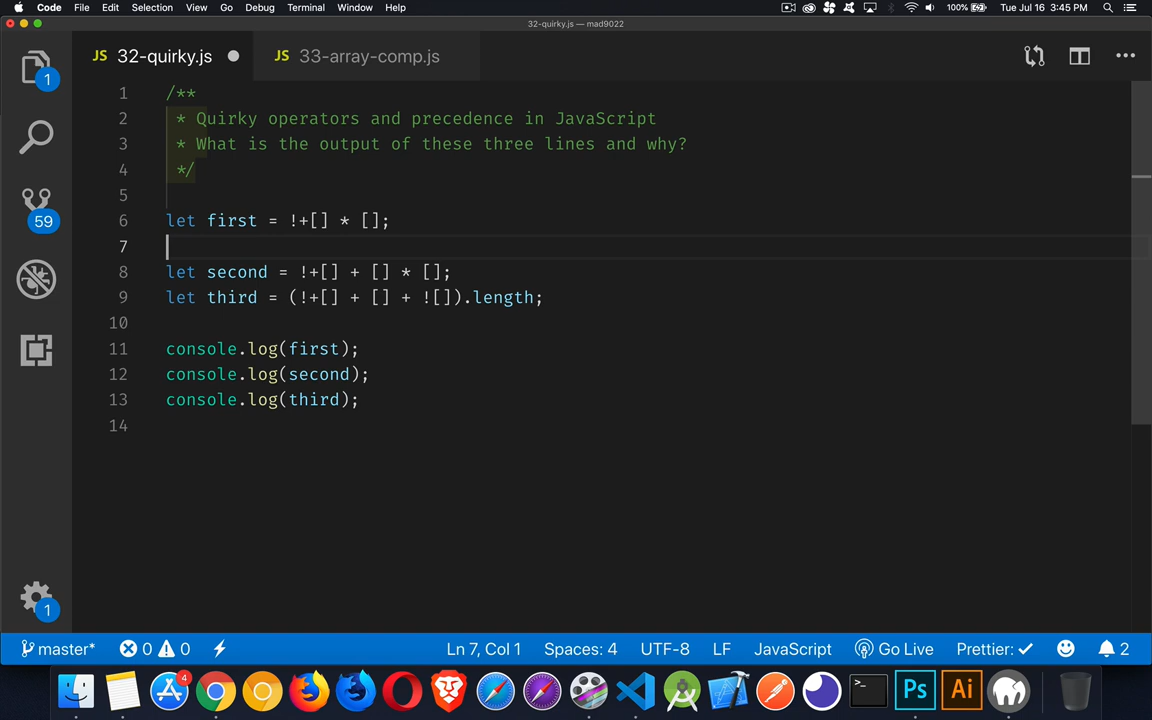 Code File Edit Selection View Go Debug Terminal Window Help 100% Tue Jul 16 3:45 PM
32-quirky.js — mad9022
JS 32-quirky.js JS 33-array-comp.js
1 /**
2 * Quirky operators and precedence in JavaScript
3 * What is the output of these three lines and why?
4 */
5
6 let first = !+[] * [];
7
8 let second = !+[] + [] * [];
9 let third = (!+[] + [] + ![]).length;
10
11 console.log(first);
12 console.log(second);
13 console.log(third);
14
1
59
1
master* 0 0 Ln 7, Col 1 Spaces: 4 UTF-8 LF JavaScript Go Live Prettier: ✓ 2
4 >_ Ps Ai